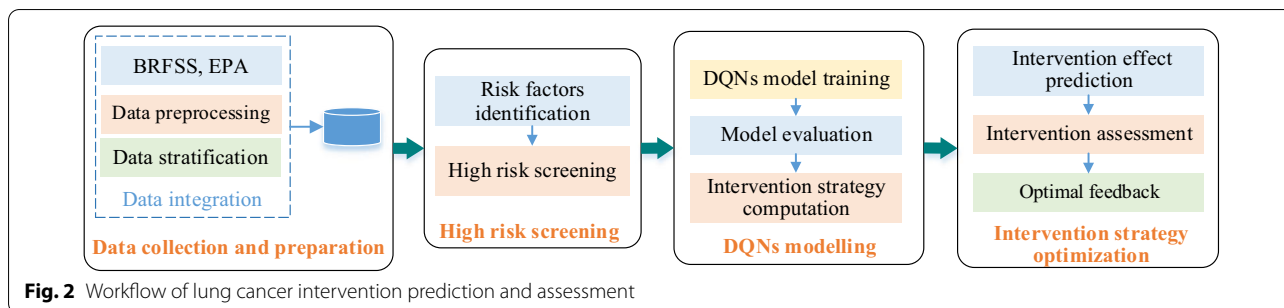 BRFSS, EPA
Data preprocessing
Data stratification
Data integration
Data collection and preparation
Risk factors
identification
High risk screening
High risk screening
DQNs model training
Model evaluation
Intervention strategy
computation
DQNs modelling
Intervention effect
prediction
Intervention assessment
Optimal feedback
Intervention strategy
optimization
Fig. 2 Workflow of lung cancer intervention prediction and assessment